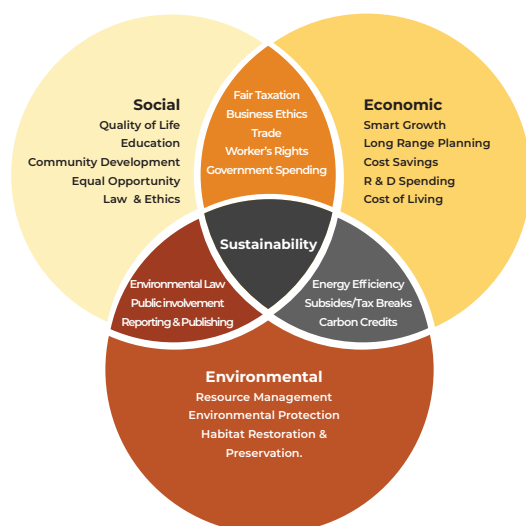 Social
Quality of Life
Education
Community Development
Equal Opportunity
Law & Ethics
Fair Taxation
Business Ethics
Trade
Worker's Rights
Government Spending
Economic
Smart Growth
Long Range Planning
Cost Savings
R & D Spending
Cost of Living
Sustainability
Environmental Law
Public involvement
Reporting & Publishing
Energy Efficiency
Subsides/Tax Breaks
Carbon Credits
Environmental
Resource Management
Environmental Protection
Habitat Restoration &
Preservation.